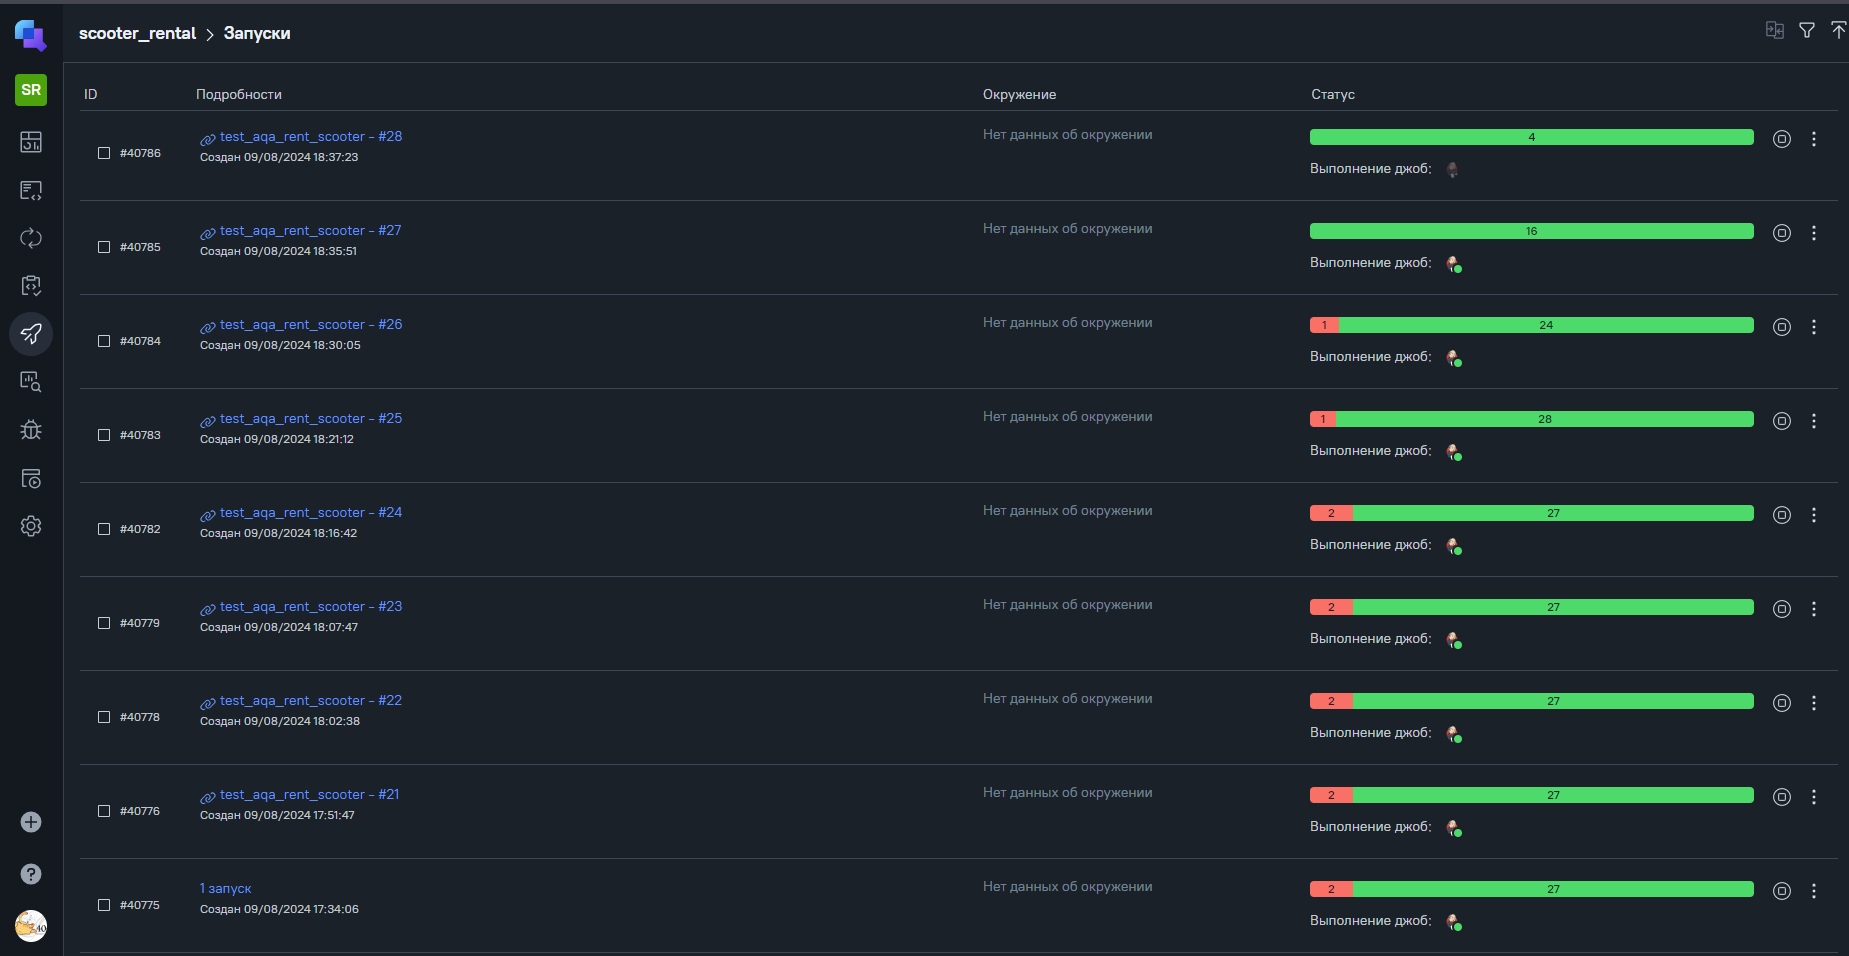 scooter_rental > Запуски
SR
ID Подробности Окружение Статус
#40786 test_aqa_rent_scooter – #28 Нет данных об окружении 4
Создан 09/08/2024 18:37:23
Выполнение джоб:
#40785 test_aqa_rent_scooter – #27 Нет данных об окружении 16
Создан 09/08/2024 18:35:51
Выполнение джоб:
#40784 test_aqa_rent_scooter – #26 Нет данных об окружении 1 24
Создан 09/08/2024 18:30:05
Выполнение джоб:
#40783 test_aqa_rent_scooter – #25 Нет данных об окружении 1 28
Создан 09/08/2024 18:21:12
Выполнение джоб:
#40782 test_aqa_rent_scooter – #24 Нет данных об окружении 2 27
Создан 09/08/2024 18:16:42
Выполнение джоб:
#40779 test_aqa_rent_scooter – #23 Нет данных об окружении 2 27
Создан 09/08/2024 18:07:47
Выполнение джоб:
#40778 test_aqa_rent_scooter – #22 Нет данных об окружении 2 27
Создан 09/08/2024 18:02:38
Выполнение джоб:
#40776 test_aqa_rent_scooter – #21 Нет данных об окружении 2 27
Создан 09/08/2024 17:51:47
Выполнение джоб:
#40775 1 запуск Нет данных об окружении 2 27
Создан 09/08/2024 17:34:06
Выполнение джоб: